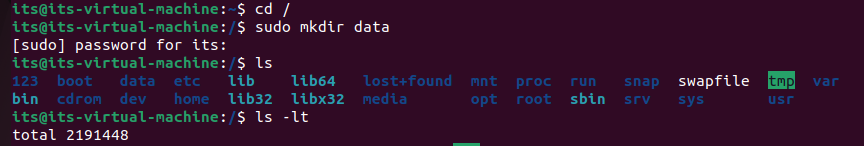 its@its-virtual-machine:~$ cd /
its@its-virtual-machine:/$ sudo mkdir data
[sudo] password for its:
its@its-virtual-machine:/$ ls
123 boot data etc lib lib64 lost+found mnt proc run snap swapfile tmp var
bin cdrom dev home lib32 libx32 media opt root sbin srv sys usr
its@its-virtual-machine:/$ ls -lt
total 2191448